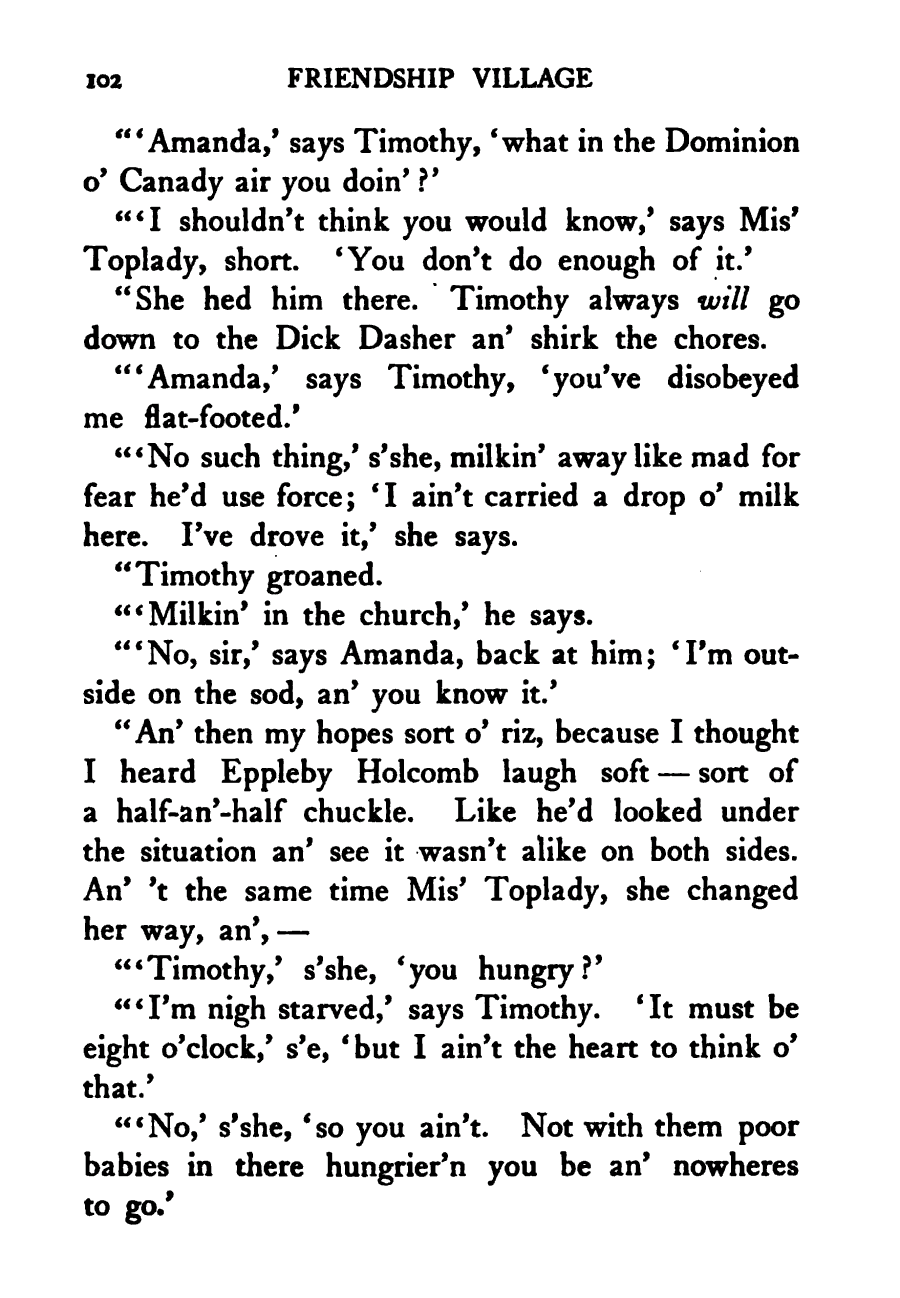 102 FRIENDSHIP VILLAGE
“‘Amanda,’ says Timothy, ‘what in the Dominion
o’ Canady air you doin’?’
“‘I shouldn’t think you would know,’ says Mis’
Toplady, short. ‘You don’t do enough of it.’
“She hed him there. Timothy always will go
down to the Dick Dasher an’ shirk the chores.
“‘Amanda,’ says Timothy, ‘you’ve disobeyed
me flat-footed.’
“‘No such thing,’ s’she, milkin’ away like mad for
fear he’d use force; ‘I ain’t carried a drop o’ milk
here. I’ve drove it,’ she says.
“Timothy groaned.
“‘Milkin’ in the church,’ he says.
“‘No, sir,’ says Amanda, back at him; ‘I’m out-
side on the sod, an’ you know it.’
“An’ then my hopes sort o’ riz, because I thought
I heard Eppleby Holcomb laugh soft — sort of
a half-an’-half chuckle. Like he’d looked under
the situation an’ see it wasn’t alike on both sides.
An’ ’t the same time Mis’ Toplady, she changed
her way, an’, —
“‘Timothy,’ s’she, ‘you hungry?’
“‘I’m nigh starved,’ says Timothy. ‘It must be
eight o’clock,’ s’e, ‘but I ain’t the heart to think o’
that.’
“‘No,’ s’she, ‘so you ain’t. Not with them poor
babies in there hungrier’n you be an’ nowheres
to go.’